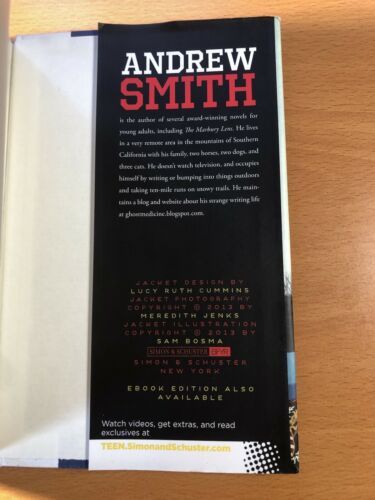 ANDREW
SMITH
is the author of several award-winning novels for
young adults, including The Marbury Lens. He lives
in a very remote area in the mountains of Southern
California with his family, two horses, two dogs, and
three cats. He doesn't watch television, and occupies
himself by writing or bumping into things outdoors
and taking ten-mile runs on snowy trails. He main-
tains a blog and website about his strange writing life
at ghostmedicine.blogspot.com.
JACKET DESIGN BY
LUCY RUTH CUMMINS
JACKET PHOTOGRAPHY
COPYRIGHT © 2013 BY
MEREDITH JENKS
JACKET ILLUSTRATION
COPYRIGHT © 2013 BY
SAM BOSMA
SIMON & SCHUSTER
SIMON & SCHUSTER
NEW YORK
EBOOK EDITION ALSO
AVAILABLE
Watch videos, get extras, and read
exclusives at
TEEN.SimonandSchuster.com